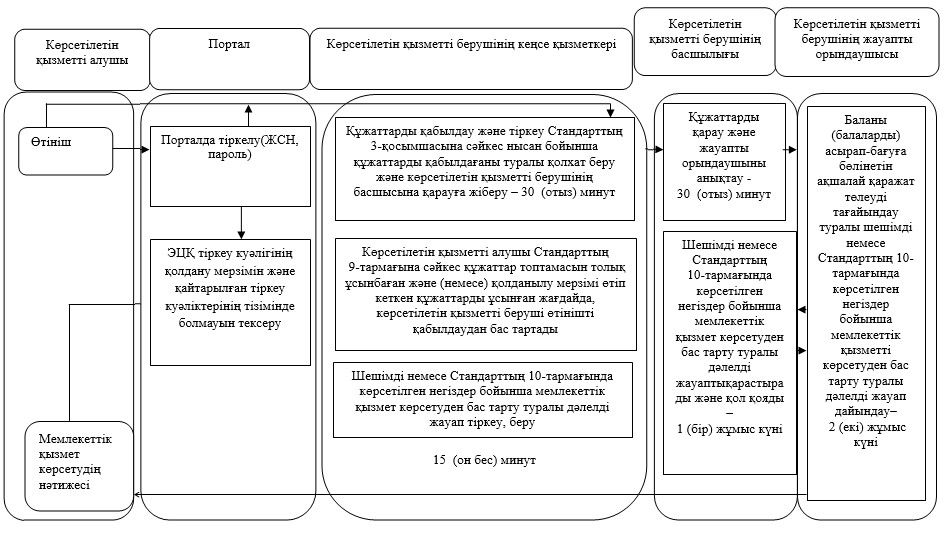 Көрсетілетін
қызметті алушы
Портал
Көрсетілетін қызметті берушінің кеңсе қызметкері
Көрсетілетін
қызметті берушінің
басшылығы
Көрсетілетін қызметті
берушінің жауапты
орындаушысы
Өтініш
Мемлекеттік
қызмет
көрсетудің
нәтижесі
Порталда тіркелу(ЖСН,
пароль)
ЭЦҚ тіркеу куәлігінің
қолдану мерзімін және
қайтарылған тіркеу
куәліктерінің тізімінде
болмауын тексеру
Құжаттарды қабылдау және тіркеу Стандарттың
3-қосымшасына сәйкес нысан бойынша
құжаттарды қабылдағаны туралы қолхат беру
және көрсетілетін қызметті берушінің
басшысына қарауға жіберу – 30 (отыз) минут
Көрсетілетін қызметті алушы Стандарттың
9-тармағына сәйкес құжаттар топтамасын толық
ұсынбаған және (немесе) қолданылу мерзімі өтіп
кеткен құжаттарды ұсынған жағдайда,
көрсетілетін қызметті беруші өтінішті
қабылдаудан бас тартады
Шешімді немесе Стандарттың 10-тармағында
көрсетілген негіздер бойынша мемлекеттік
қызмет көрсетуден бас тарту туралы дәлелді
жауап тіркеу, беру
15 (он бес) минут
Құжаттарды
қарау және
жауапты
орындаушыны
анықтау -
30 (отыз) минут
Шешімді немесе
Стандарттың
10-тармағында
көрсетілген
негіздер бойынша
мемлекеттік
қызмет көрсетуден
бас тарту туралы
дәлелді
жауаптықарастыра
ды және қол қояды
–
1 (бір) жұмыс күні
Баланы
(балаларды)
асырап-бағуға
бөлінетін
ақшалай қаражат
төлеуді
тағайындау
туралы шешімді
немесе
Стандарттың 10-
тармағында
көрсетілген
негіздер
бойынша
мемлекеттік
қызметті
көрсетуден бас
тарту туралы
дәлелді жауап
дайындау–
2 (екі) жұмыс
күні